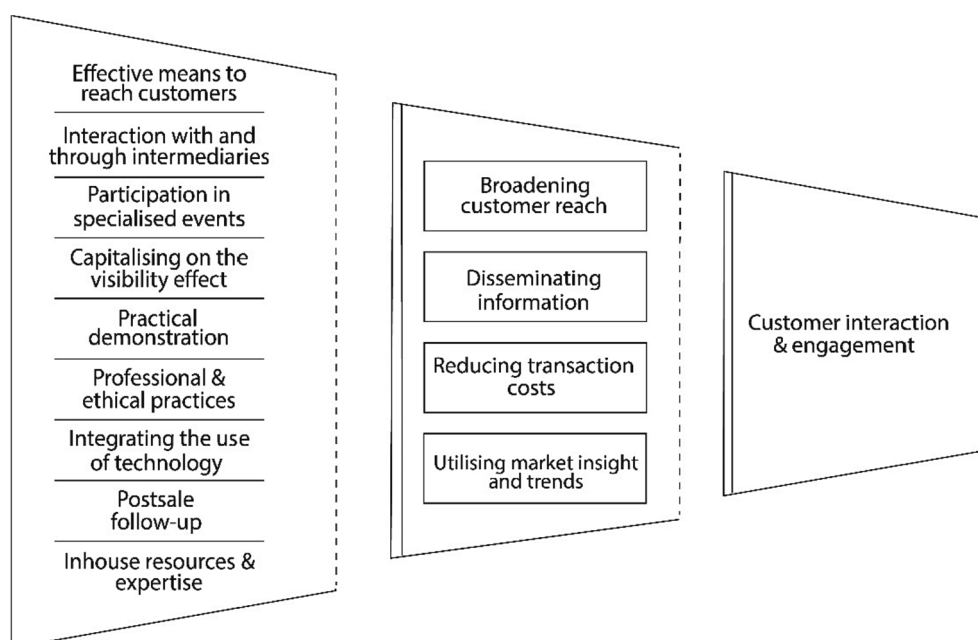 Effective means to
reach customers
Interaction with and
through intermediaries
Participation in
specialised events
Capitalising on the
visibility effect
Practical
demonstration
Professional &
ethical practices
Integrating the use
of technology
Postsale
follow-up
Inhouse resources &
expertise
Broadening
customer reach
Disseminating
information
Reducing transaction
costs
Utilising market insight
and trends
Customer interaction
& engagement